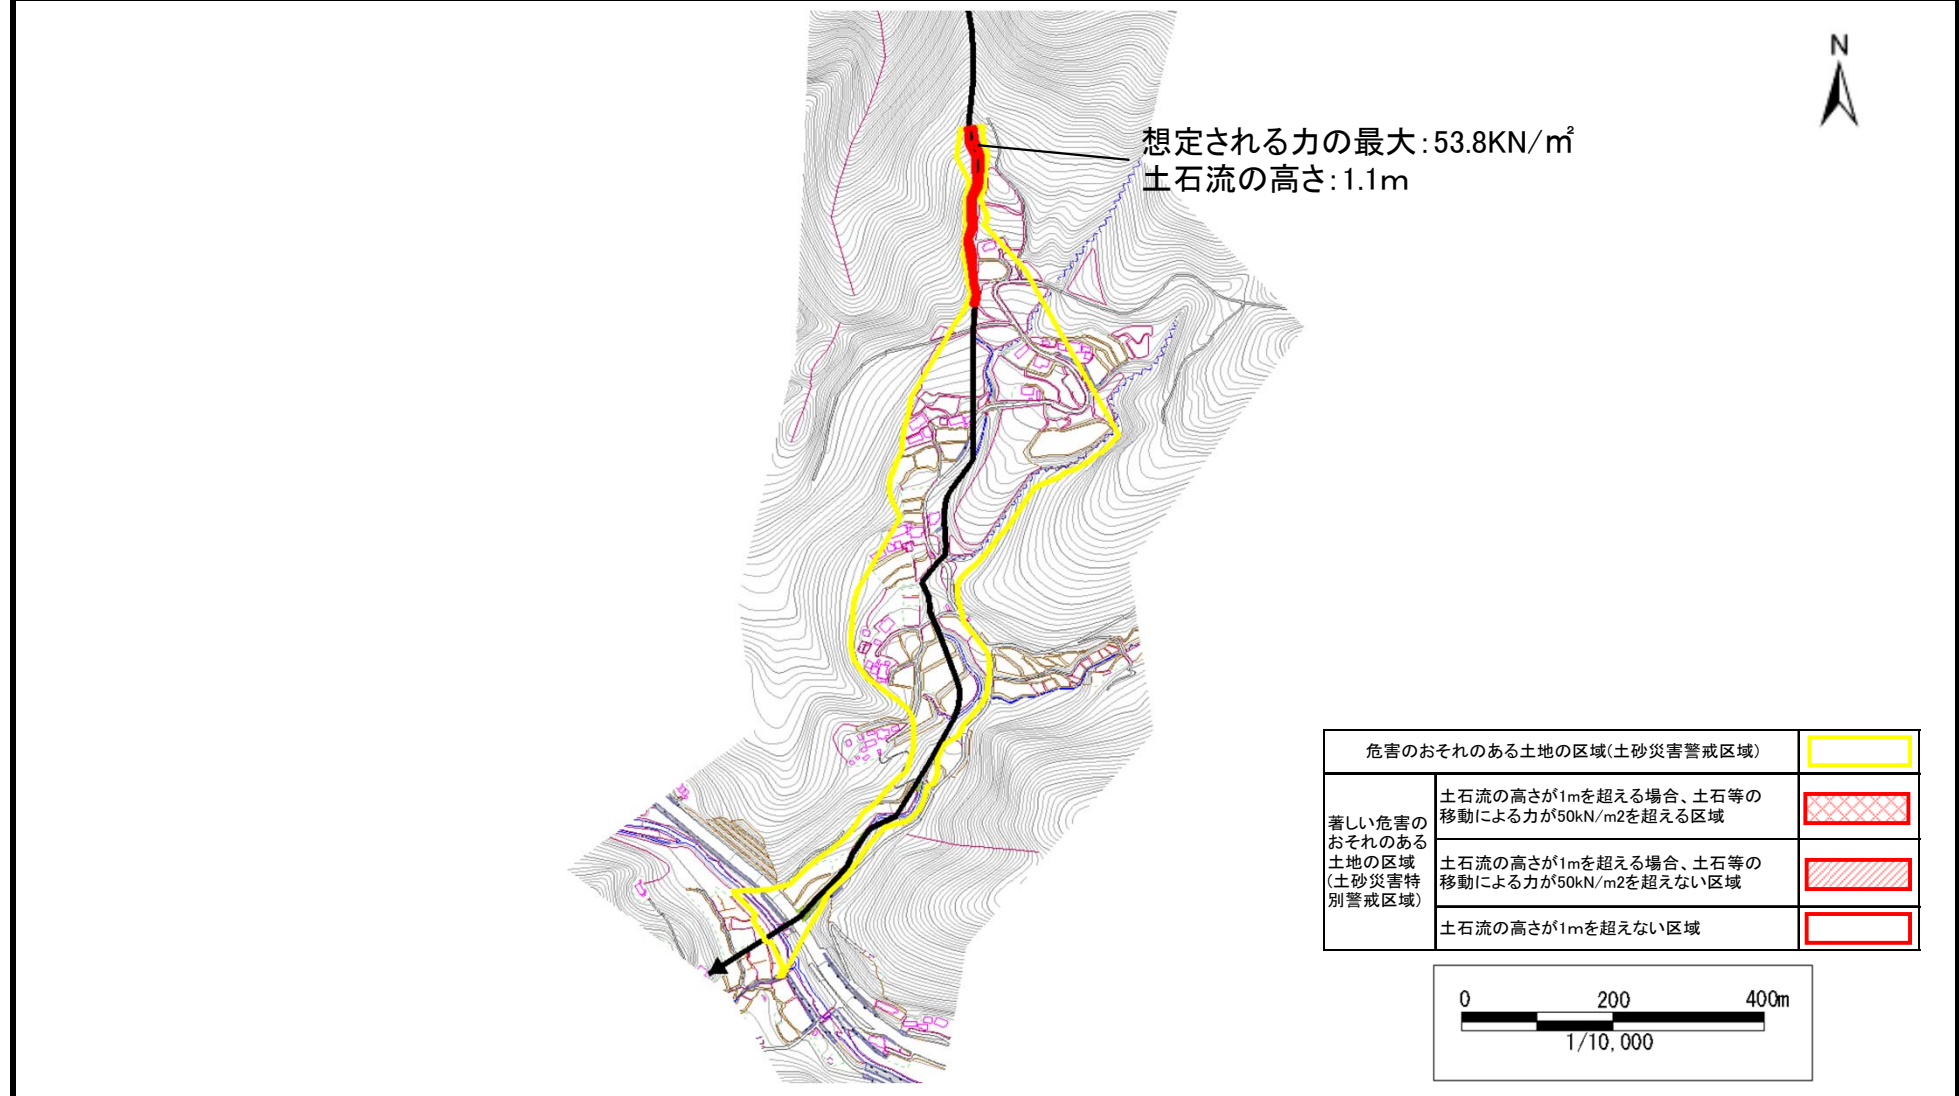 N
想定される力の最大:53.8KN/㎡
土石流の高さ:1.1m
危害のおそれのある土地の区域(土砂災害警戒区域)
著しい危害の
おそれのある
土地の区域
(土砂災害特
別警戒区域)
土石流の高さが1mを超える場合、土石等の
移動による力が50kN/m2を超える区域
土石流の高さが1mを超える場合、土石等の
移動による力が50kN/m2を超えない区域
土石流の高さが1mを超えない区域
0 200 400m
1/10,000